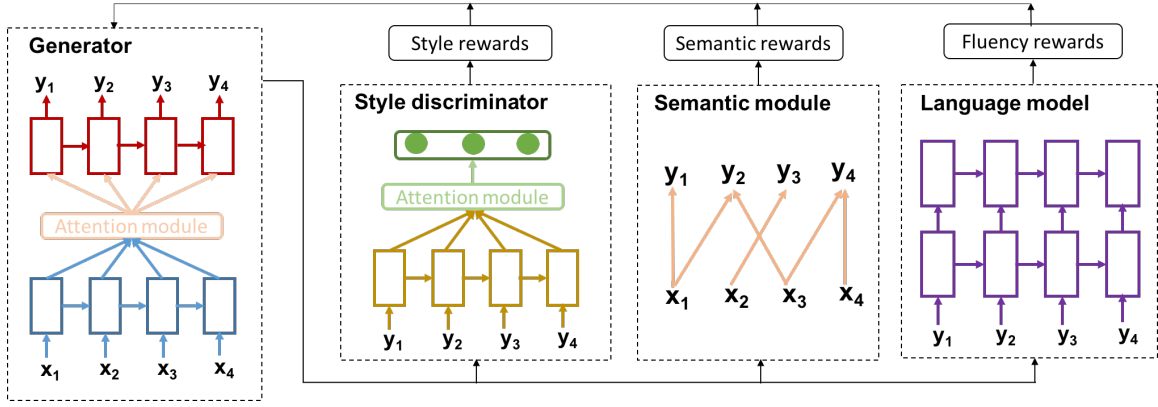 Style rewards
Semantic rewards
Fluency rewards
Generator
y₁ y₂ y₃ y₄
Attention module
x₁ x₂ x₃ x₄
Style discriminator
Attention module
y₁ y₂ y₃ y₄
Semantic module
y₁ y₂ y₃ y₄
x₁ x₂ x₃ x₄
Language model
y₁ y₂ y₃ y₄